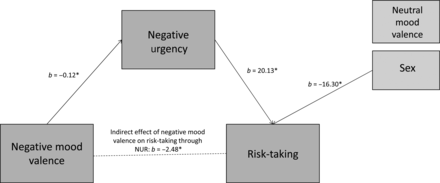 Negative
urgency
Neutral
mood
valence
Sex
b = –0.12*
b = 20.13*
b = –16.30*
Indirect effect of negative mood
valence on risk-taking through
NUR: b = –2.48*
Negative mood
valence
Risk-taking